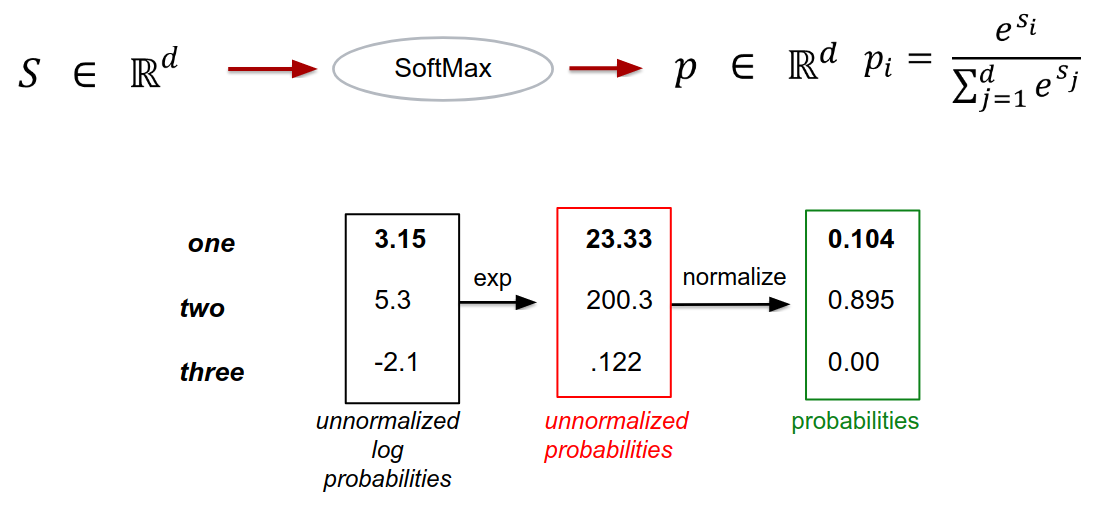 S ∈ ℝ^d SoftMax p ∈ ℝ^d p_i = e^{s_i} / ∑_{j=1}^{d} e^{s_j}
one 3.15 23.33 0.104
exp normalize
two 5.3 200.3 0.895
three -2.1 .122 0.00
unnormalized log probabilities
unnormalized probabilities
probabilities